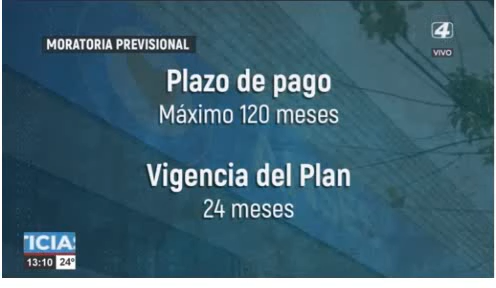 MORATORIA PREVISIONAL
4
VIVO
Plazo de pago
Máximo 120 meses
Vigencia del Plan
24 meses
TICIAS
13:10 24°